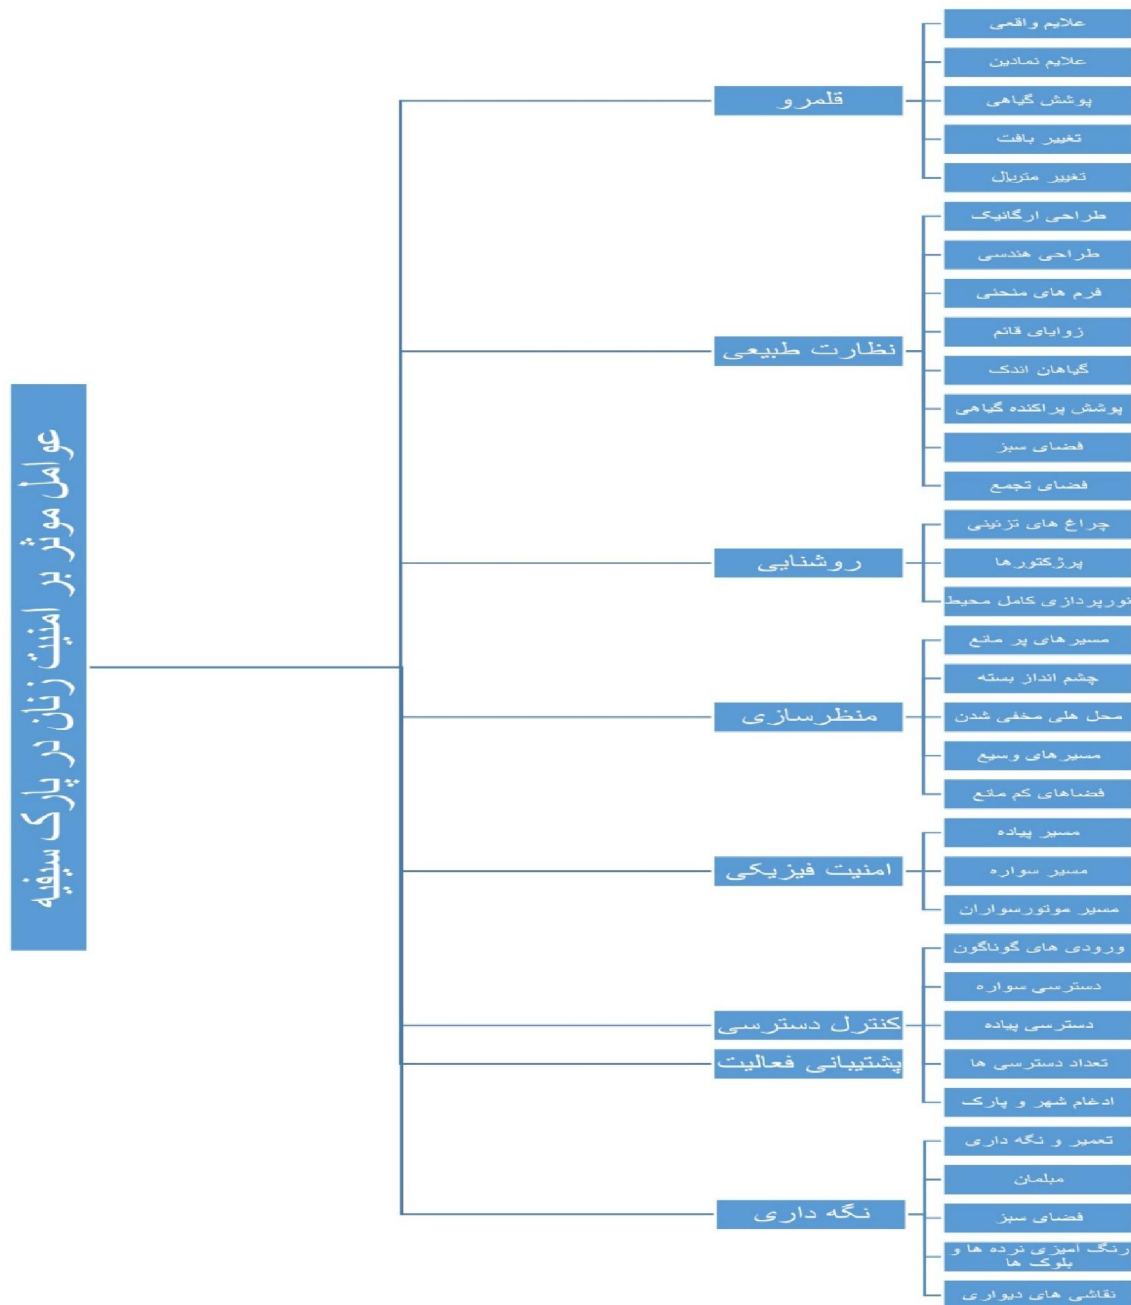 عوامل موثر بر امنیت زنان در پارک سیفیه
قلمرو
علایم واقعی
علایم نمادین
پوشش گیاهی
تغییر بافت
تغییر متریال
نظارت طبیعی
طراحی ارگانیک
طراحی هندسی
فرم های منحنی
زوایای قائم
گیاهان اندک
پوشش پراکنده گیاهی
فضای سبز
فضای تجمع
روشنایی
چراغ های تزئینی
پرژکتورها
نورپردازی کامل محیط
منظرسازی
مسیر های پر مانع
چشم انداز بسته
محل هلی مخفی شدن
مسیر های وسیع
فضاهای کم مانع
امنیت فیزیکی
مسیر پیاده
مسیر سواره
مسیر موتورسواران
کنترل دسترسی
ورودی های گوناگون
دسترسی سواره
دسترسی پیاده
تعداد دسترسی ها
ادغام شهر و پارک
پشتیبانی فعالیت
نگه داری
تعمیر و نگه داری
مبلمان
فضای سبز
رنگ آمیزی نرده ها و
بلوک ها
نقاشی های دیواری